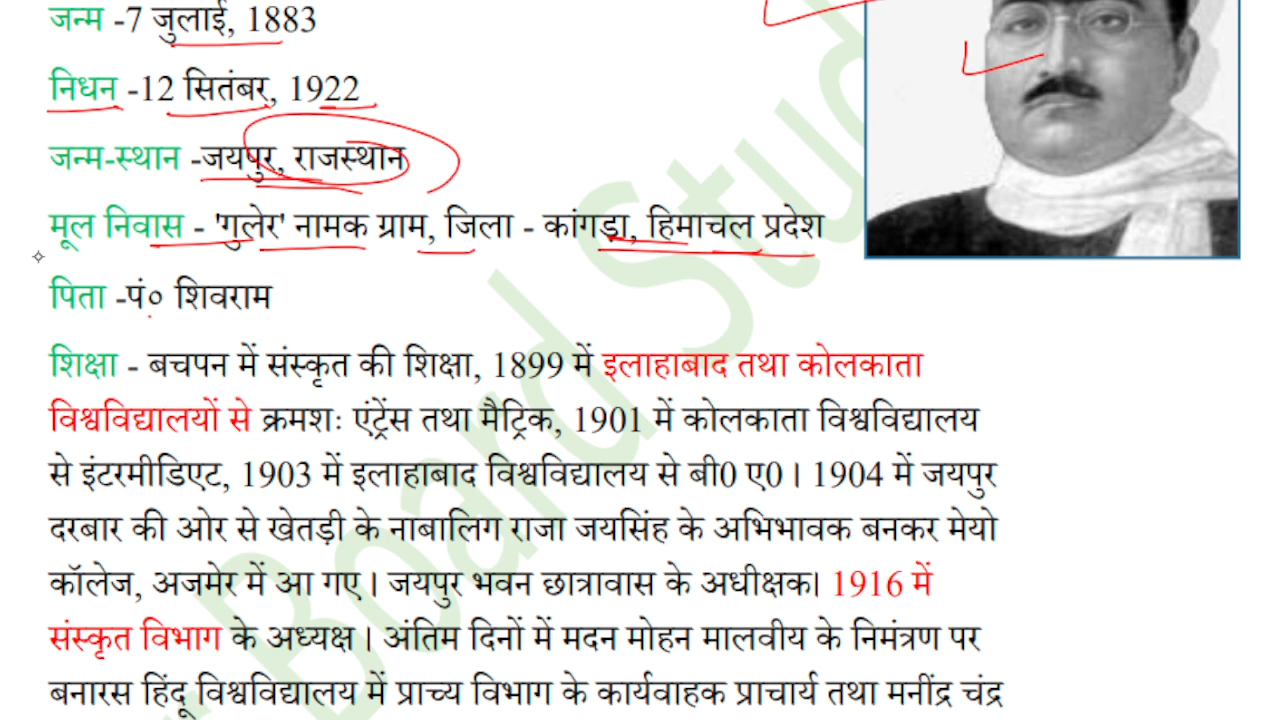 जन्म -7 जुलाई, 1883
निधन -12 सितंबर, 1922
जन्म-स्थान -जयपुर, राजस्थान
मूल निवास - 'गुलेर' नामक ग्राम, जिला - कांगड़ा, हिमाचल प्रदेश
पिता -पं० शिवराम
शिक्षा - बचपन में संस्कृत की शिक्षा, 1899 में इलाहाबाद तथा कोलकाता
विश्वविद्यालयों से क्रमशः एंट्रेंस तथा मैट्रिक, 1901 में कोलकाता विश्वविद्यालय
से इंटरमीडिएट, 1903 में इलाहाबाद विश्वविद्यालय से बी0 ए0 । 1904 में जयपुर
दरबार की ओर से खेतड़ी के नाबालिग राजा जयसिंह के अभिभावक बनकर मेयो
कॉलेज, अजमेर में आ गए । जयपुर भवन छात्रावास के अधीक्षक। 1916 में
संस्कृत विभाग के अध्यक्ष । अंतिम दिनों में मदन मोहन मालवीय के निमंत्रण पर
बनारस हिंदू विश्वविद्यालय में प्राच्य विभाग के कार्यवाहक प्राचार्य तथा मनींद्र चंद्र
Board Stud